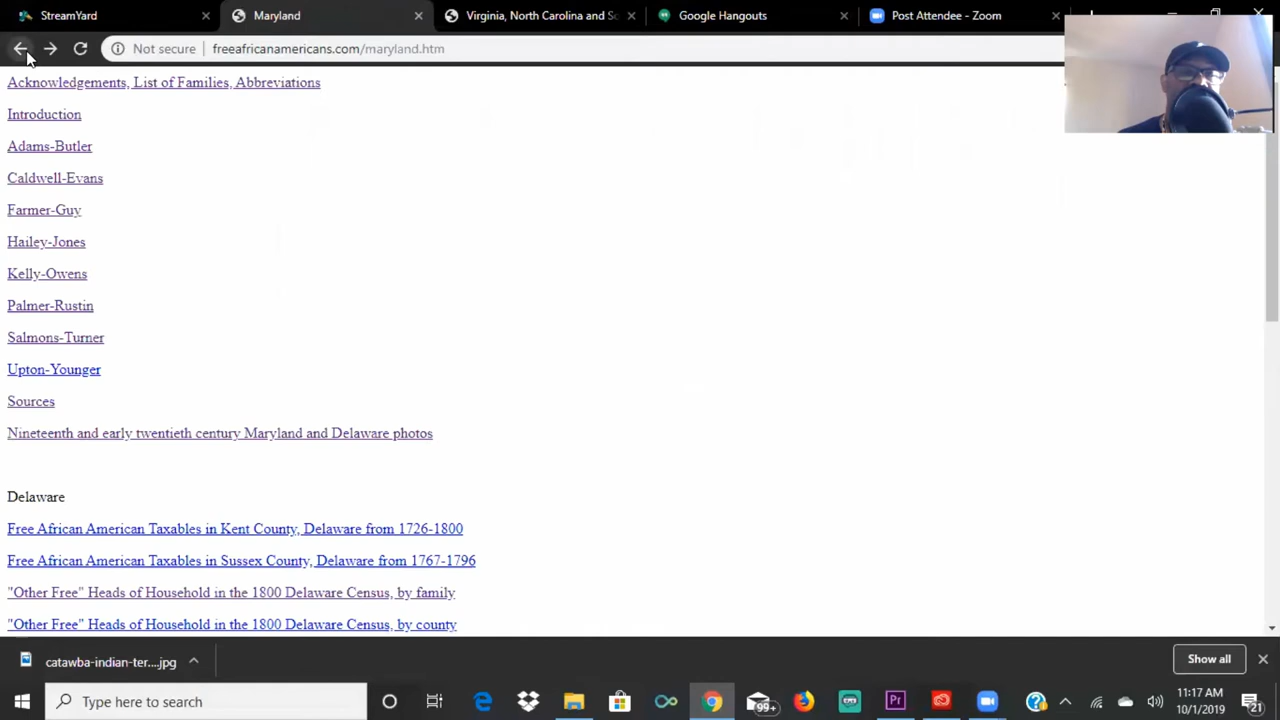 StreamYard
Maryland
Virginia, North Carolina and So
Google Hangouts
Post Attendee - Zoom
Not secure
freeafricanamericans.com/maryland.htm
Acknowledgements, List of Families, Abbreviations
Introduction
Adams-Butler
Caldwell-Evans
Farmer-Guy
Hailey-Jones
Kelly-Owens
Palmer-Rustin
Salmons-Turner
Upton-Younger
Sources
Nineteenth and early twentieth century Maryland and Delaware photos
Delaware
Free African American Taxables in Kent County, Delaware from 1726-1800
Free African American Taxables in Sussex County, Delaware from 1767-1796
"Other Free" Heads of Household in the 1800 Delaware Census, by family
"Other Free" Heads of Household in the 1800 Delaware Census, by county
catawba-indian-ter....jpg
Show all
Type here to search
99+
Pr
11:17 AM
10/1/2019
21